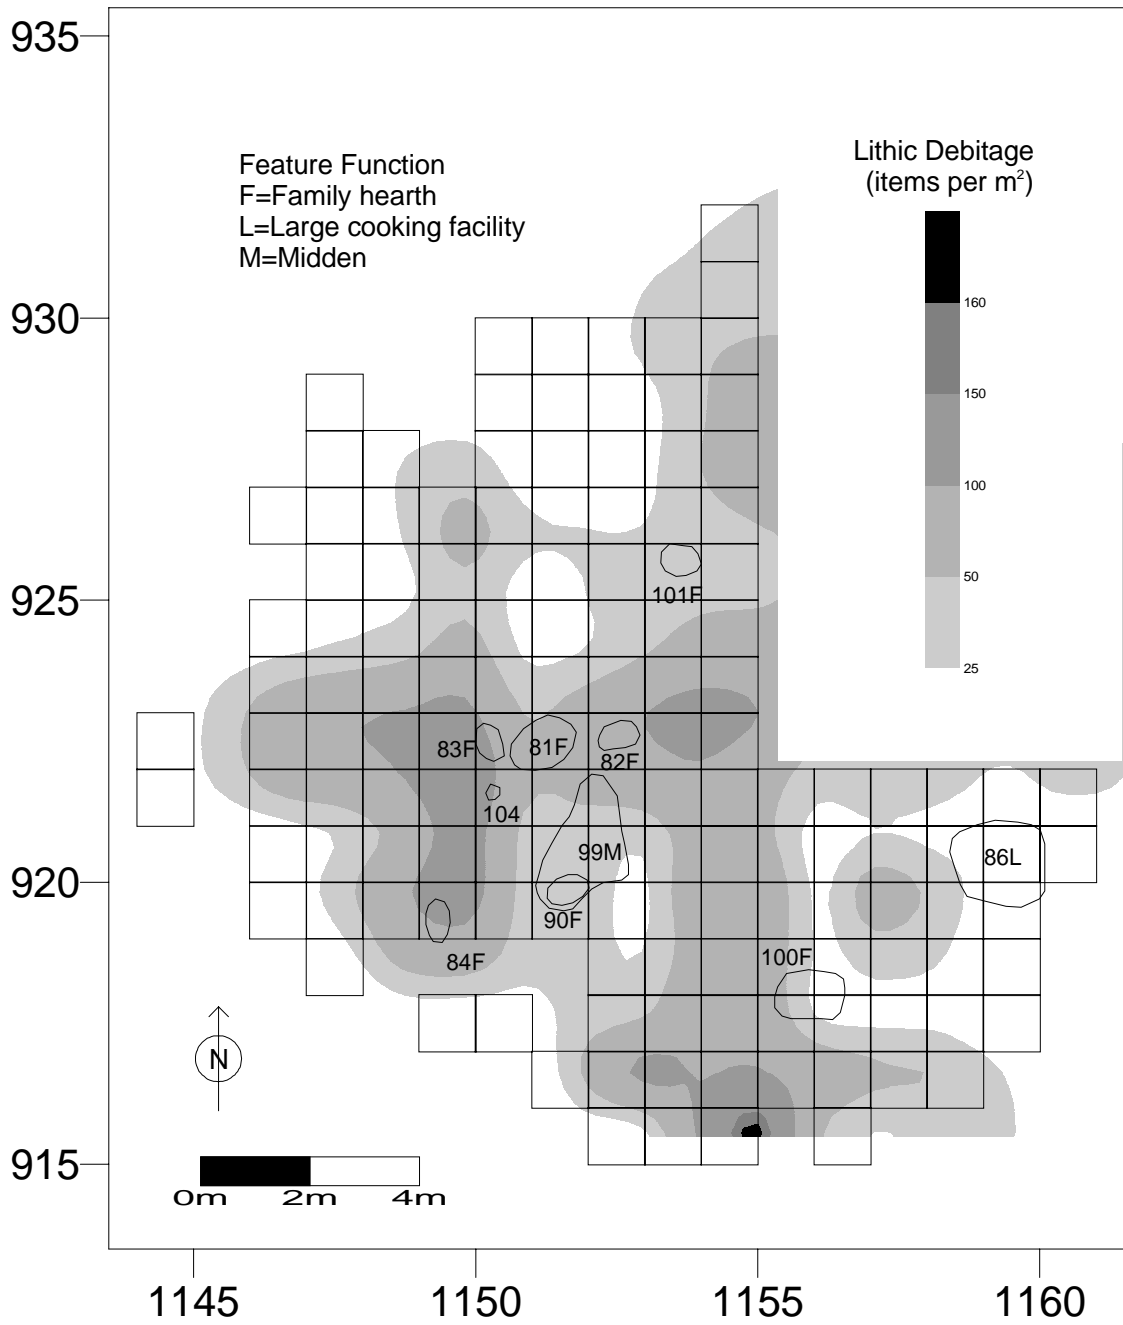 935
Feature Function
F=Family hearth
L=Large cooking facility
M=Midden
Lithic Debitage
(items per m²)
160
150
100
50
25
930
925
920
915
101F
83F
81F
82F
104
99M
86L
90F
84F
100F
N
0m 2m 4m
1145 1150 1155 1160